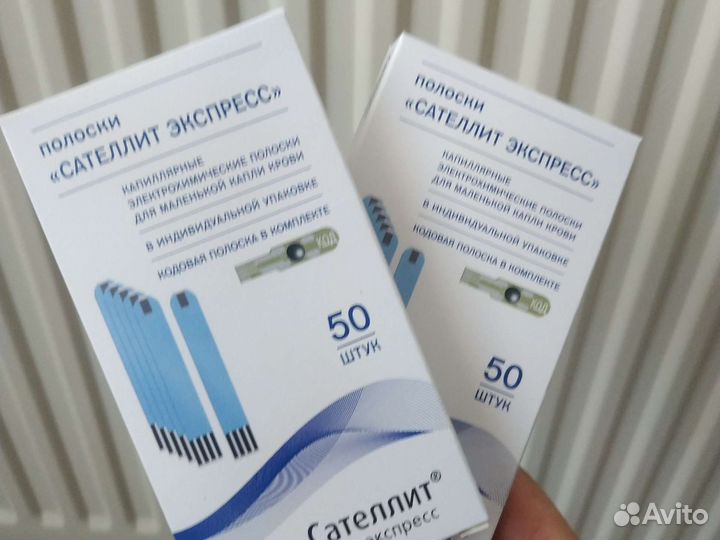 ПОЛОСКИ
«САТЕЛЛИТ ЭКСПРЕСС»
КАПИЛЛЯРНЫЕ
ЭЛЕКТРОХИМИЧЕСКИЕ ПОЛОСКИ
ДЛЯ МАЛЕНЬКОЙ КАПЛИ КРОВИ
В ИНДИВИДУАЛЬНОЙ УПАКОВКЕ
КОДОВАЯ ПОЛОСКА В КОМПЛЕКТЕ
КОД
50
ШТУК
Сателлит®
экспресс
ПОЛОСКИ
«САТЕЛЛИТ ЭКСПРЕСС»
КАПИЛЛЯРНЫЕ
ЭЛЕКТРОХИМИЧЕСКИЕ ПОЛОСКИ
ДЛЯ МАЛЕНЬКОЙ КАПЛИ КРОВИ
В ИНДИВИДУАЛЬНОЙ УПАКОВКЕ
КОДОВАЯ ПОЛОСКА В КОМПЛЕКТЕ
КОД
50
ШТУК
Avito